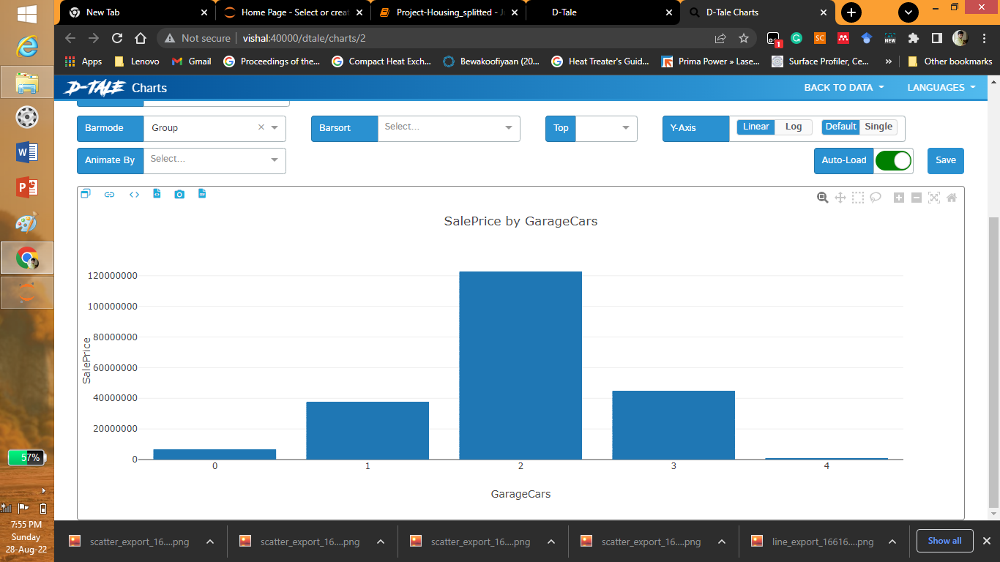 New Tab
Home Page - Select or creat
Project-Housing_splitted - J
D-Tale
D-Tale Charts
Not secure
vishal:40000/dtale/charts/2
1
SC
NEW
Apps
Lenovo
Gmail
Proceedings of the...
Compact Heat Exch...
Bewakoofiyaan (20...
Heat Treater's Guid...
Prima Power » Lase...
Surface Profiler, Ce...
»
Other bookmarks
D-TALE Charts
BACK TO DATA
LANGUAGES
Barmode
Group
Barsort
Select...
Top
Y-Axis
Linear
Log
Default
Single
Animate By
Select...
Auto-Load
Save
SalePrice by GarageCars
120000000
100000000
80000000
60000000
40000000
20000000
0
SalePrice
0
1
2
3
4
GarageCars
57%
7:55 PM
Sunday
28-Aug-22
scatter_export_16....png
scatter_export_16....png
scatter_export_16....png
scatter_export_16....png
line_export_16616....png
Show all